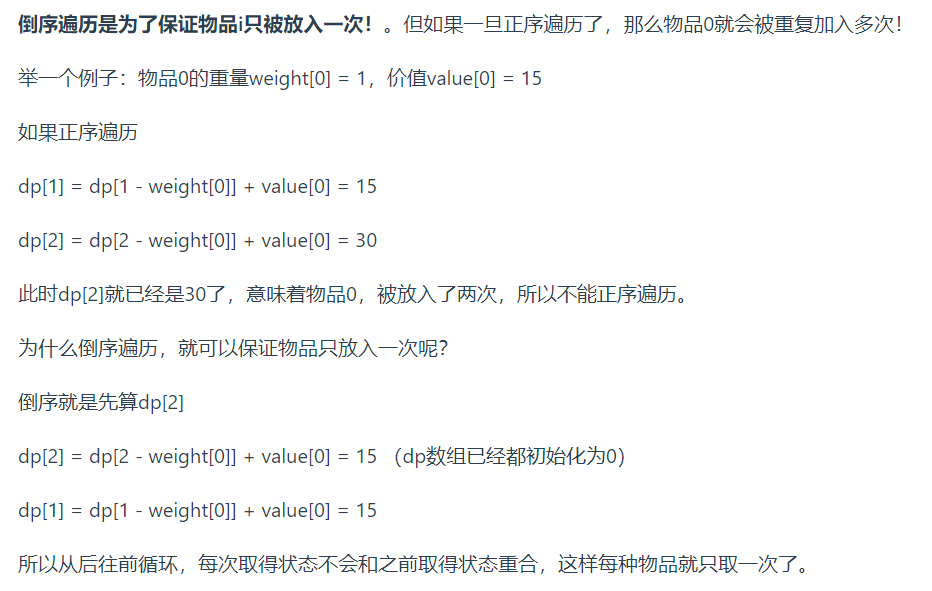 倒序遍历是为了保证物品i只被放入一次！。但如果一旦正序遍历了，那么物品0就会被重复加入多次！
举一个例子：物品0的重量weight[0] = 1，价值value[0] = 15
如果正序遍历
dp[1] = dp[1 - weight[0]] + value[0] = 15
dp[2] = dp[2 - weight[0]] + value[0] = 30
此时dp[2]就已经是30了，意味着物品0，被放入了两次，所以不能正序遍历。
为什么倒序遍历，就可以保证物品只放入一次呢？
倒序就是先算dp[2]
dp[2] = dp[2 - weight[0]] + value[0] = 15 （dp数组已经都初始化为0）
dp[1] = dp[1 - weight[0]] + value[0] = 15
所以从后往前循环，每次取得状态不会和之前取得状态重合，这样每种物品就只取一次了。